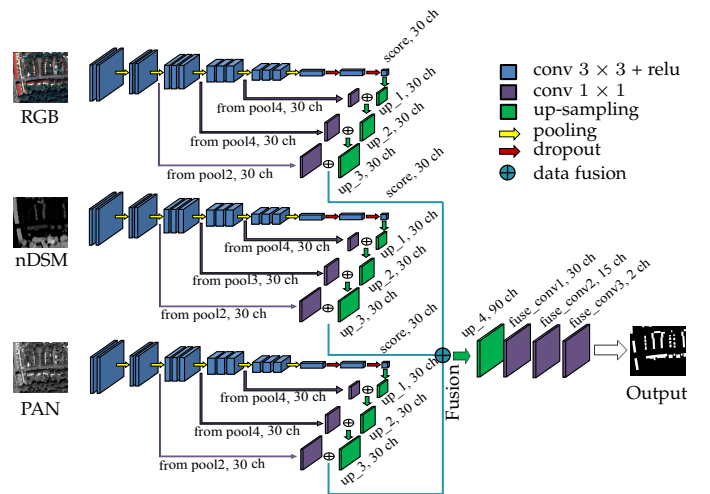 RGB
score, 30 ch
from pool4, 30 ch
up_1, 30 ch
from pool4, 30 ch
up_2, 30 ch
from pool2, 30 ch
up_3, 30 ch
conv 3 × 3 + relu
conv 1 × 1
up-sampling
pooling
dropout
data fusion
nDSM
score, 30 ch
from pool4, 30 ch
up_1, 30 ch
from pool3, 30 ch
up_2, 30 ch
from pool2, 30 ch
up_3, 30 ch
PAN
score, 30 ch
from pool4, 30 ch
up_1, 30 ch
from pool4, 30 ch
up_2, 30 ch
from pool2, 30 ch
up_3, 30 ch
Fusion
up_4, 90 ch
fuse_conv1, 30 ch
fuse_conv2, 15 ch
fuse_conv3, 2 ch
Output